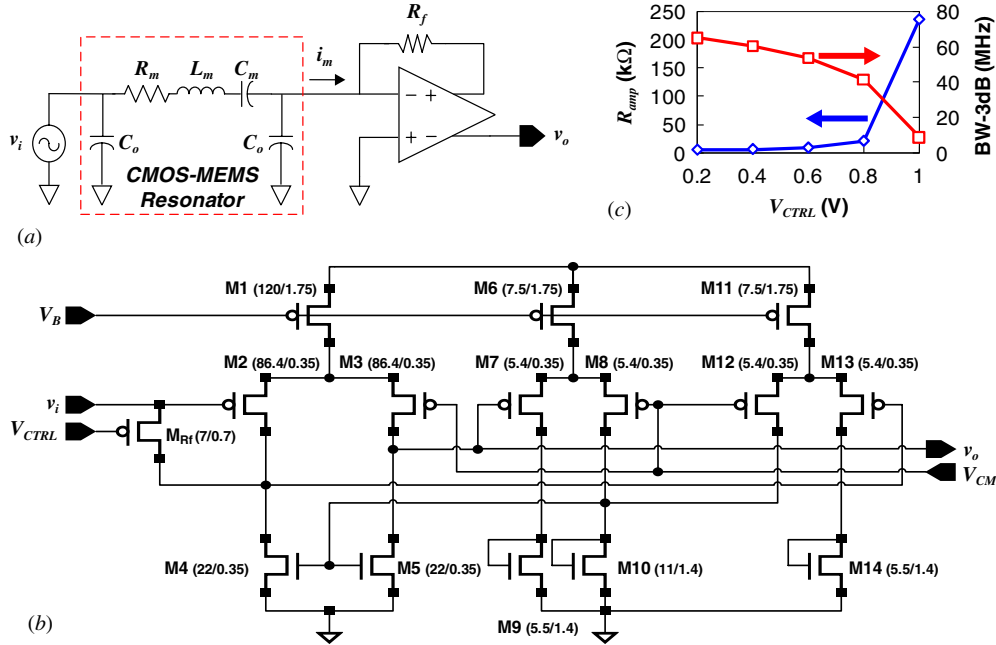 R_f
R_m L_m C_m i_m
v_i
C_o C_o
CMOS-MEMS
Resonator
v_o
(a)
250 200 150 100 50 0
R_amp (kΩ)
80 60 40 20 0
BW-3dB (MHz)
0.2 0.4 0.6 0.8 1
V_CTRL (V)
(c)
M1 (120/1.75) M6 (7.5/1.75) M11 (7.5/1.75)
V_B
M2 (86.4/0.35) M3 (86.4/0.35) M7 (5.4/0.35) M8 (5.4/0.35) M12 (5.4/0.35) M13 (5.4/0.35)
v_i
V_CTRL
M_Rf (7/0.7)
v_o
V_CM
M4 (22/0.35) M5 (22/0.35) M10 (11/1.4) M14 (5.5/1.4)
M9 (5.5/1.4)
(b)